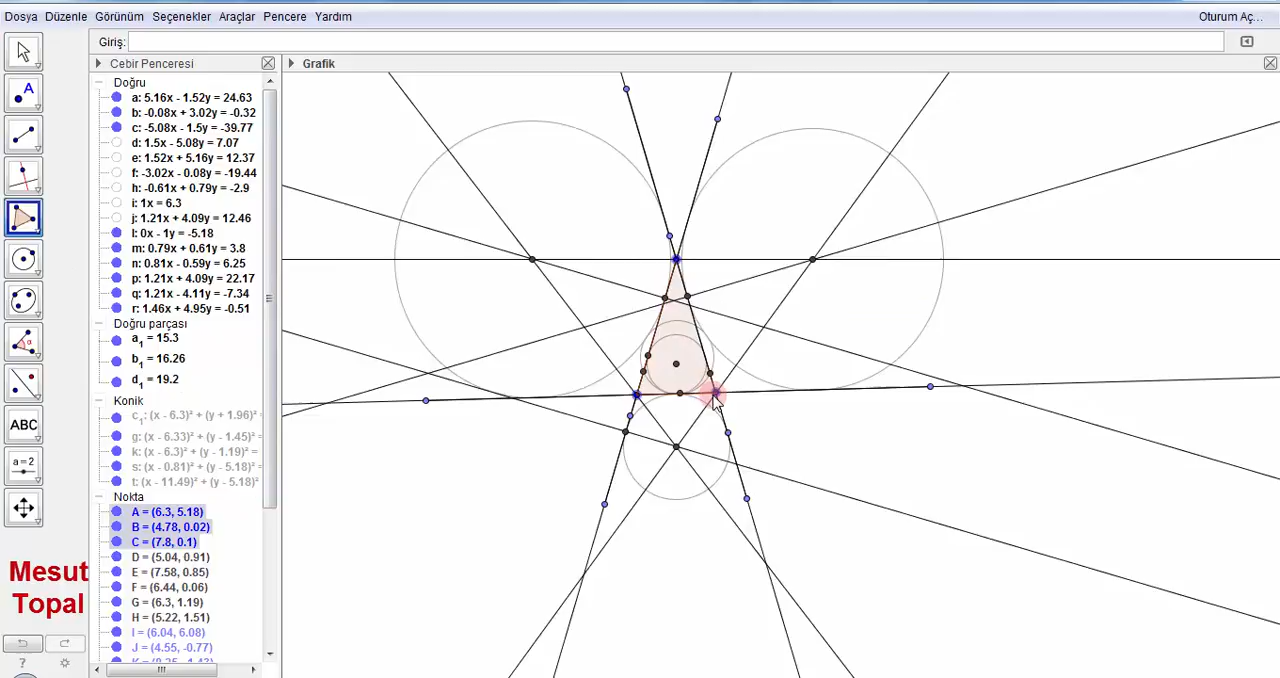 Dosya Düzenle Görünüm Seçenekler Araçlar Pencere Yardım Oturum Aç...
Giriş:
Cebir Penceresi
Grafik
Doğru
a: 5.16x - 1.52y = 24.63
b: -0.08x + 3.02y = -0.32
c: -5.08x - 1.5y = -39.77
d: 1.5x - 5.08y = 7.07
e: 1.52x + 5.16y = 12.37
f: -3.02x - 0.08y = -19.44
h: -0.61x + 0.79y = -2.9
i: 1x = 6.3
j: 1.21x + 4.09y = 12.46
l: 0x - 1y = -5.18
m: 0.79x + 0.61y = 3.8
n: 0.81x - 0.59y = 6.25
p: 1.21x + 4.09y = 22.17
q: 1.21x - 4.11y = -7.34
r: 1.46x + 4.95y = -0.51
Doğru parçası
a₁ = 15.3
b₁ = 16.26
d₁ = 19.2
Konik
c₁: (x - 6.3)² + (y + 1.96)² =
g: (x - 6.33)² + (y - 1.45)² =
k: (x - 6.3)² + (y - 1.19)² =
s: (x - 0.81)² + (y - 5.18)² =
t: (x - 11.49)² + (y - 5.18)²
Nokta
A = (6.3, 5.18)
B = (4.78, 0.02)
C = (7.8, 0.1)
D = (5.04, 0.91)
E = (7.58, 0.85)
F = (6.44, 0.06)
G = (6.3, 1.19)
H = (5.22, 1.51)
I = (6.04, 6.08)
J = (4.55, -0.77)
A
α
ABC
a = 2
Mesut
Topal
?